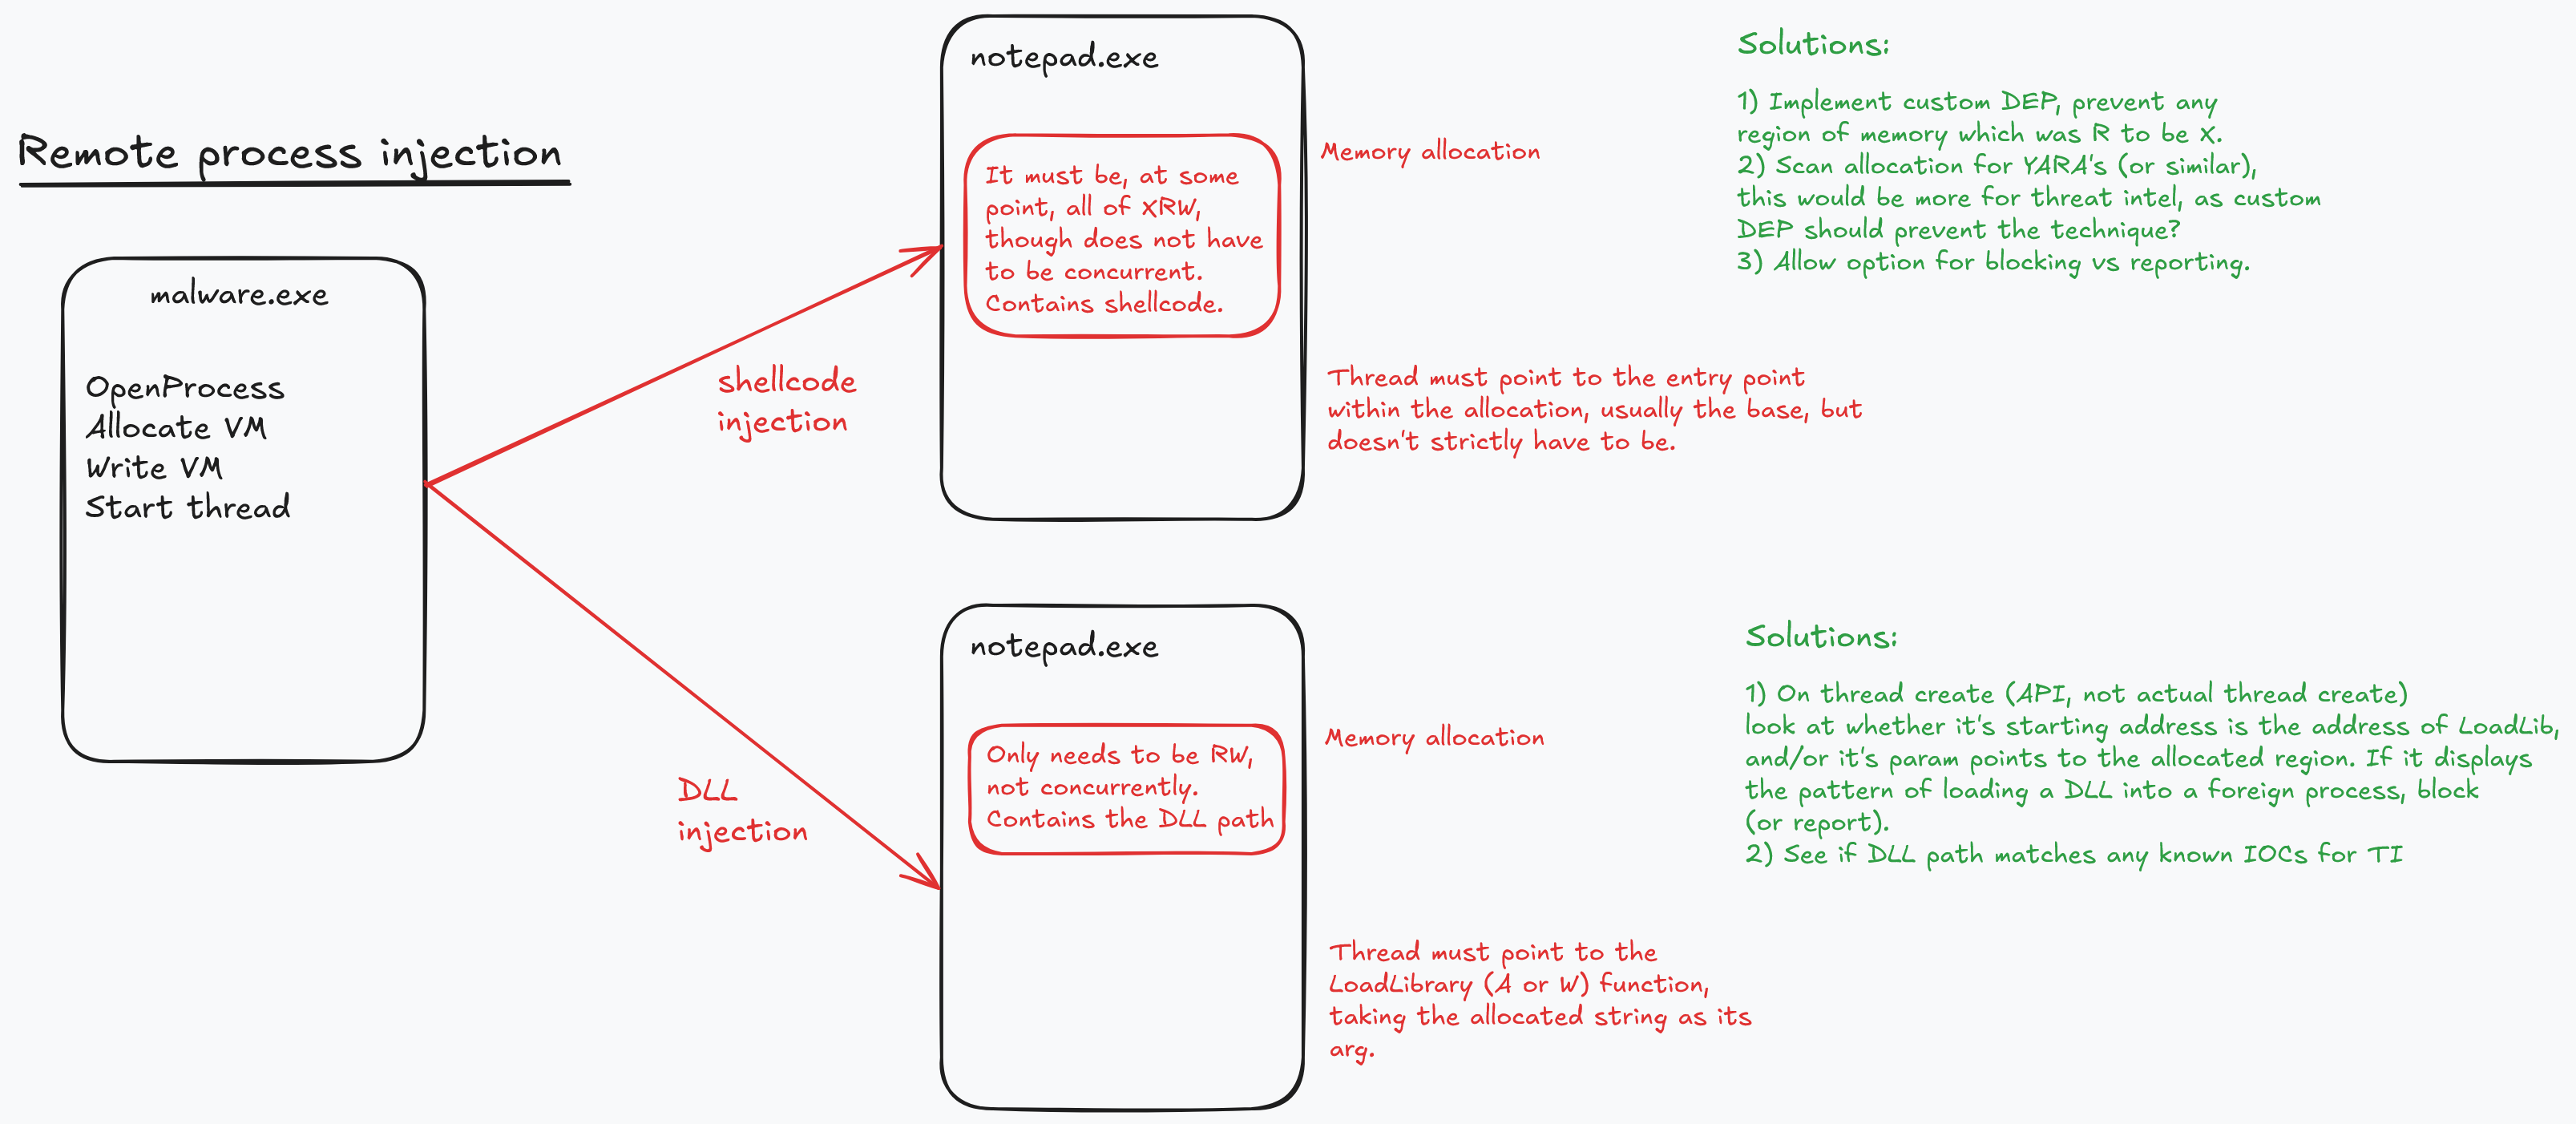 Remote process injection
malware.exe
OpenProcess
Allocate VM
Write VM
Start thread
shellcode
injection
DLL
injection
notepad.exe
It must be, at some
point, all of XRW,
though does not have
to be concurrent.
Contains shellcode.
Memory allocation
Thread must point to the entry point
within the allocation, usually the base, but
doesn't strictly have to be.
Solutions:
1) Implement custom DEP, prevent any
region of memory which was R to be X.
2) Scan allocation for YARA's (or similar),
this would be more for threat intel, as custom
DEP should prevent the technique?
3) Allow option for blocking vs reporting.
notepad.exe
Only needs to be RW,
not concurrently.
Contains the DLL path
Memory allocation
Thread must point to the
LoadLibrary (A or W) function,
taking the allocated string as its
arg.
Solutions:
1) On thread create (API, not actual thread create)
look at whether it's starting address is the address of LoadLib,
and/or it's param points to the allocated region. If it displays
the pattern of loading a DLL into a foreign process, block
(or report).
2) See if DLL path matches any known IOCs for TI